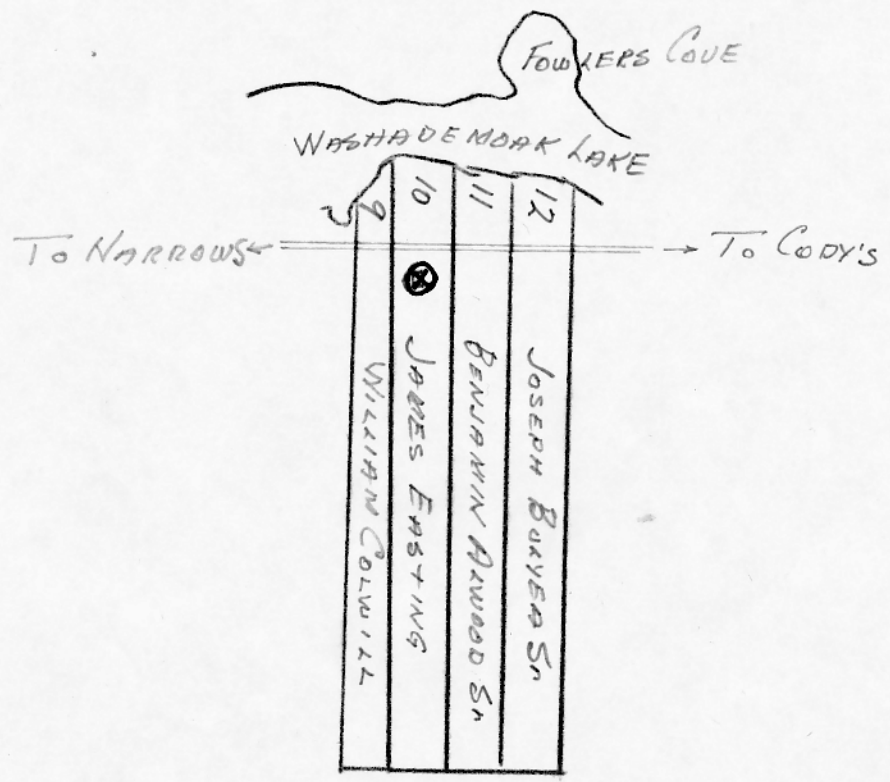 FOWLERS COVE
WASHADEMOAK LAKE
9
10
11
12
TO NARROWS
TO CODY'S
WILLIAM COLWILL
JAMES EASTING
BENJAMIN ARWOOD Sr
JOSEPH BURYEA Sr